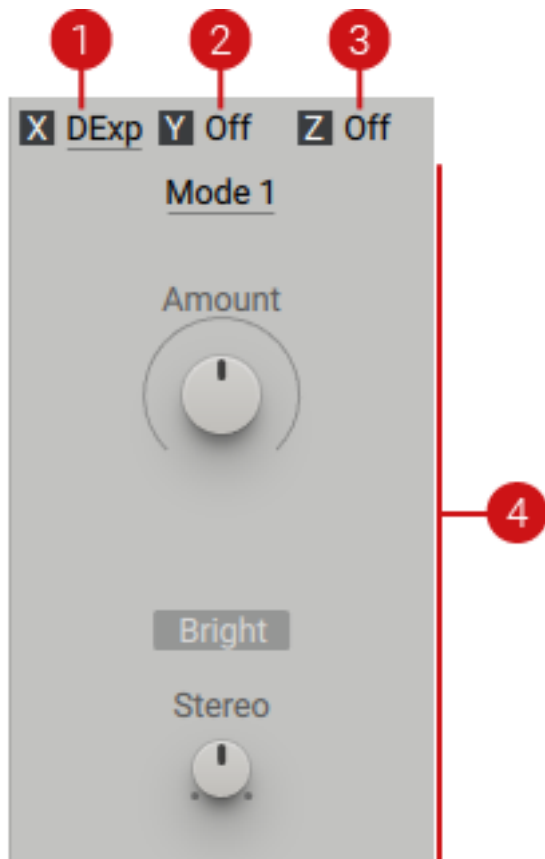 1 2 3
X DExp Y Off Z Off
Mode 1
Amount
4
Bright
Stereo